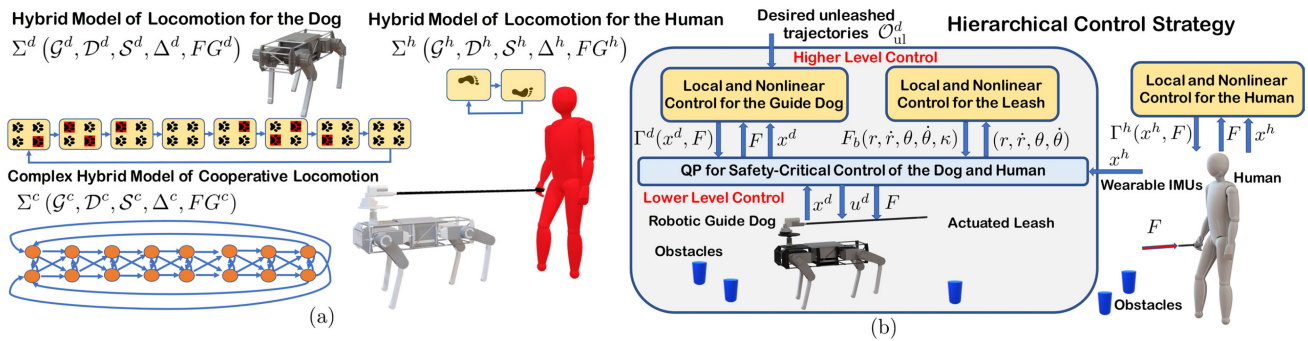 Hybrid Model of Locomotion for the Dog
Σ^d (𝒢^d, 𝒟^d, 𝒮^d, Δ^d, FG^d)
Complex Hybrid Model of Cooperative Locomotion
Σ^c (𝒢^c, 𝒟^c, 𝒮^c, Δ^c, FG^c)
Hybrid Model of Locomotion for the Human
Σ^h (𝒢^h, 𝒟^h, 𝒮^h, Δ^h, FG^h)
(a)
Desired unleashed
trajectories 𝒪^d_ul
Hierarchical Control Strategy
Higher Level Control
Local and Nonlinear
Control for the Guide Dog
Local and Nonlinear
Control for the Leash
Local and Nonlinear
Control for the Human
Γ^d(x^d, F)
F
x^d
F_b(r, ṙ, θ, θ̇, κ)
(r, ṙ, θ, θ̇)
Γ^h(x^h, F)
F
x^h
x^h
QP for Safety-Critical Control of the Dog and Human
Wearable IMUs
Human
Lower Level Control
x^d
u^d
F
Robotic Guide Dog
Actuated Leash
F
Obstacles
Obstacles
(b)